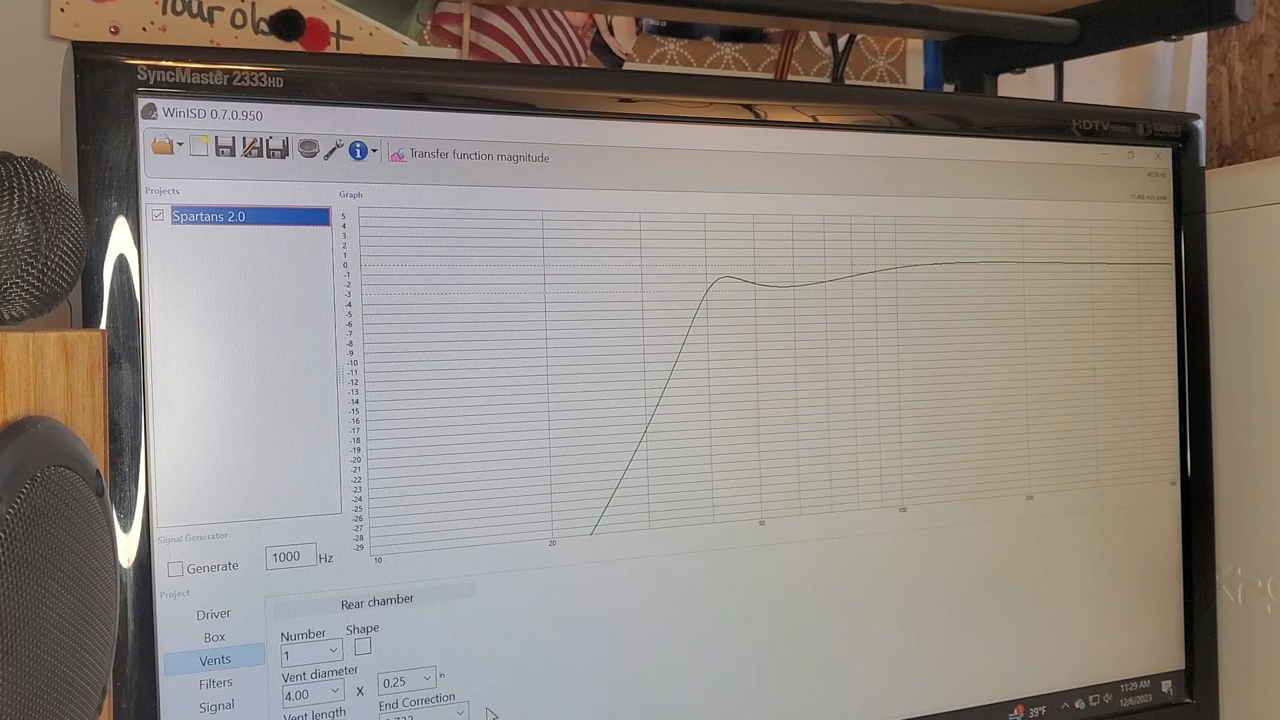 Your ob
SyncMaster 2333HD
HDTV monitor
WinISD 0.7.0.950
Transfer function magnitude
Projects
Graph
Spartans 2.0
5
4
3
2
1
0
-1
-2
-3
-4
-5
-6
-7
-8
-9
-10
-11
-12
-13
-14
-15
-16
-17
-18
-19
-20
-21
-22
-23
-24
-25
-26
-27
-28
-29
10
20
50
100
200
Signal Generator
Generate
1000 Hz
Project
Driver
Box
Vents
Filters
Signal
Rear chamber
Number
Shape
1
Vent diameter
4.00 X 0.25 in
Vent length
End Correction
39°F
11:29 AM
12/6/2023